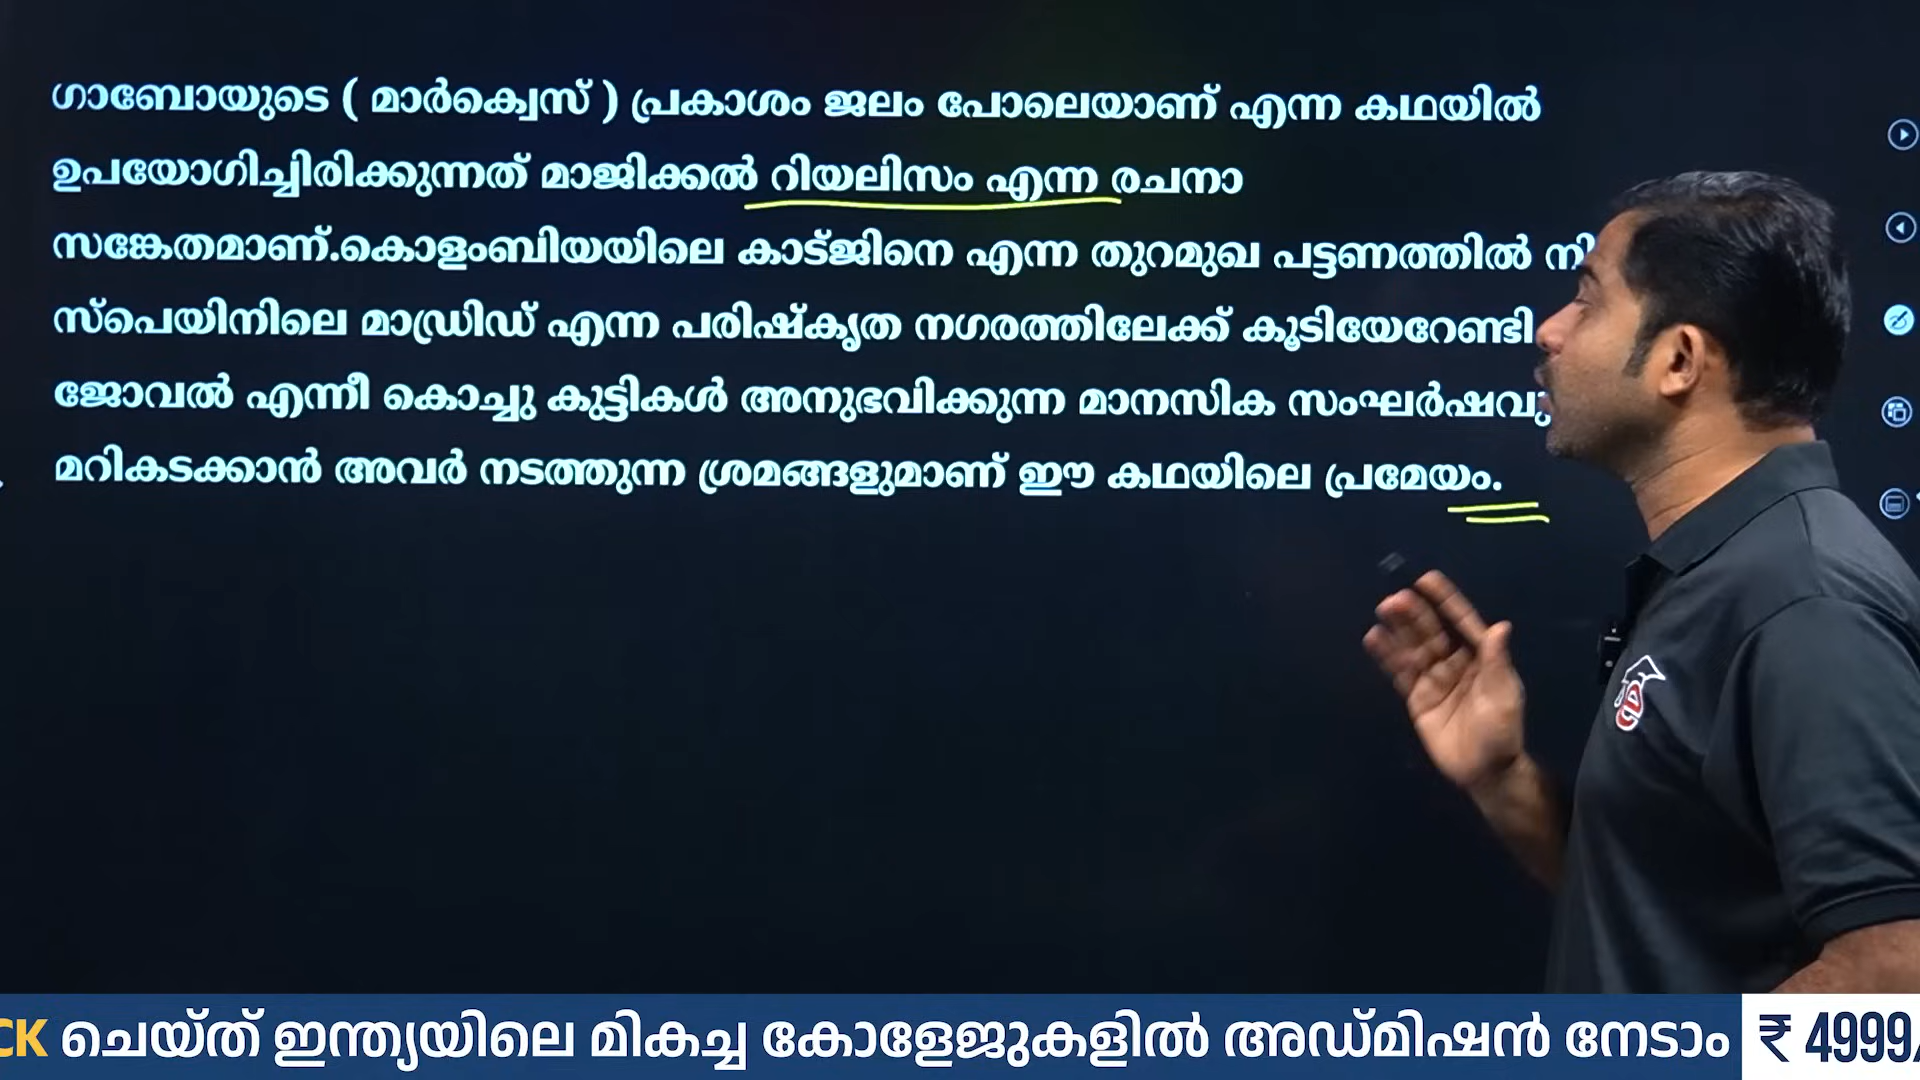 ഗാബോയുടെ ( മാർക്വെസ് ) പ്രകാശം ജലം പോലെയാണ് എന്ന കഥയിൽ
ഉപയോഗിച്ചിരിക്കുന്നത് മാജിക്കൽ റിയലിസം എന്ന രചനാ
സങ്കേതമാണ്.കൊളംബിയയിലെ കാട്ജിനെ എന്ന തുറമുഖ പട്ടണത്തിൽ
സ്പെയിനിലെ മാഡ്രിഡ് എന്ന പരിഷ്കൃത നഗരത്തിലേക്ക് കൂടിയേറേണ്ടി
ജോവൽ എന്നീ കൊച്ചു കുട്ടികൾ അനുഭവിക്കുന്ന മാനസിക
മറികടക്കാൻ അവർ നടത്തുന്ന ശ്രമങ്ങളുമാണ് ഈ കഥയിലെ പ്രമേയം.
ചെയ്ത് ഇന്ത്യയിലെ മികച്ച കോളേജുകളിൽ അഡ്മിഷൻ നേടാം ₹ 4999